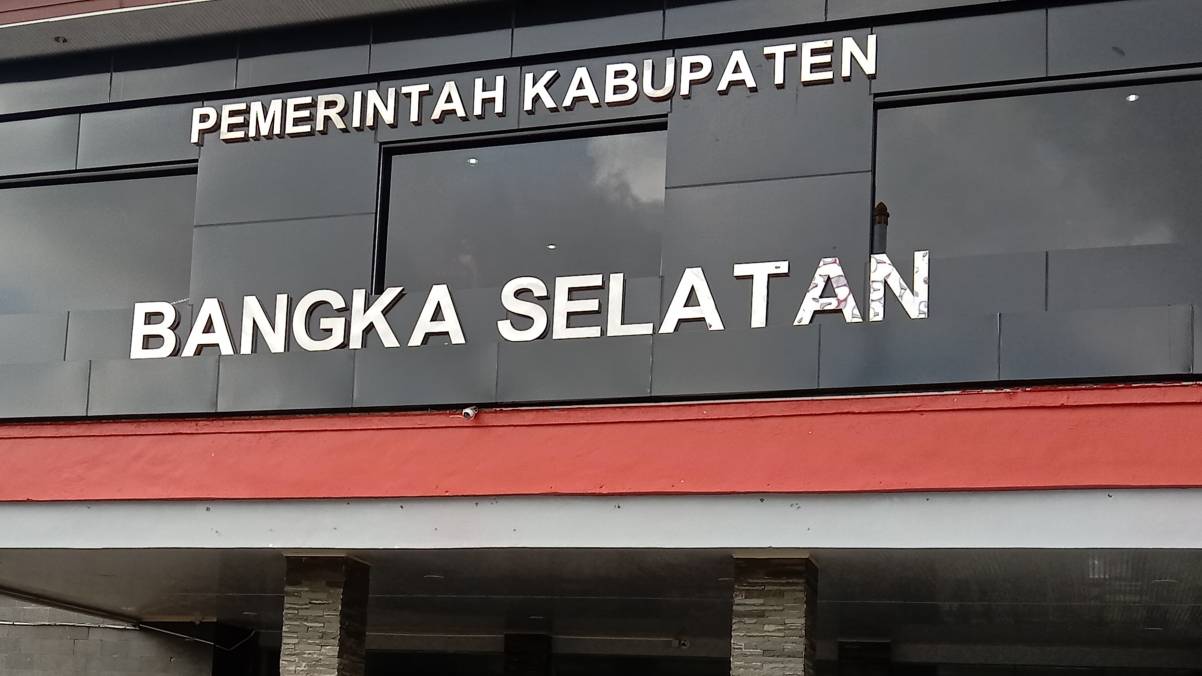 PEMERINTAH KABUPATEN
BANGKA SELATAN